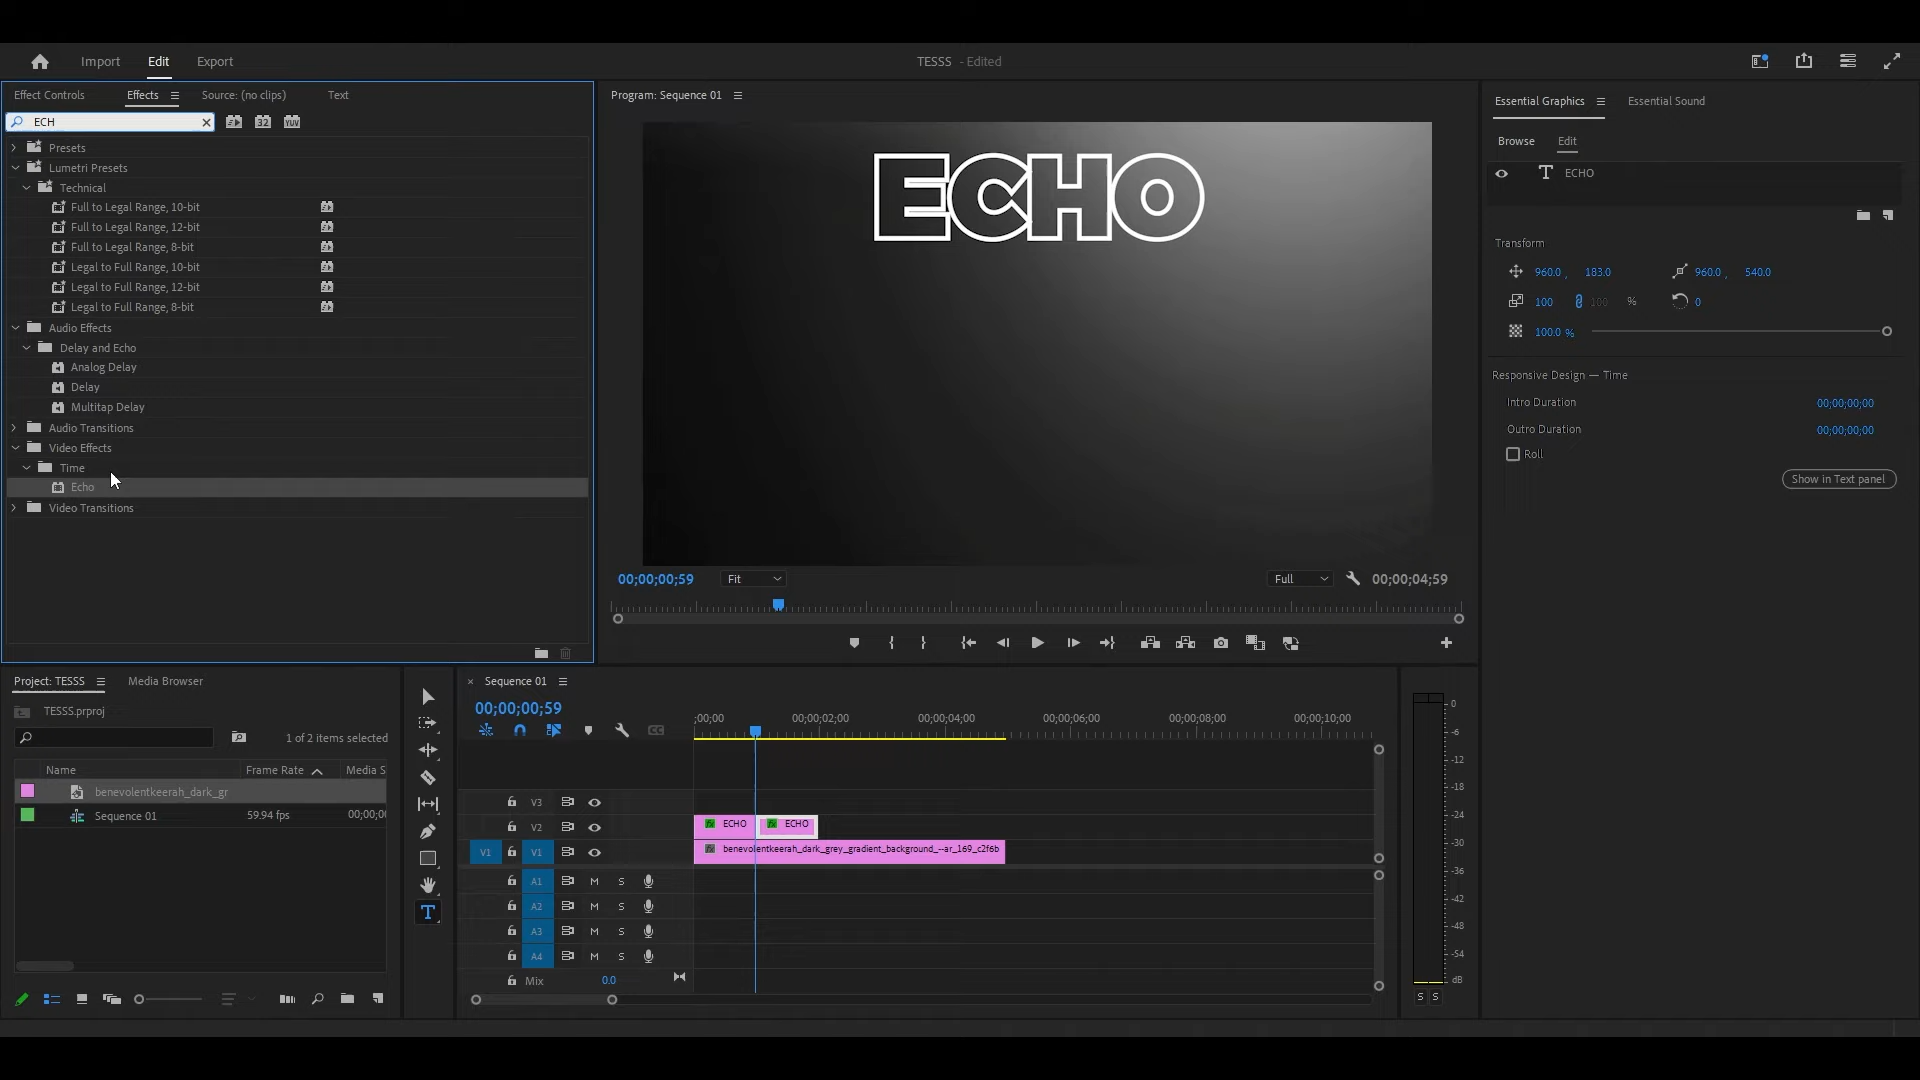 Import Edit Export TESSS - Edited
Effect Controls Effects Source: (no clips) Text
ECH 32 YUV
Presets
Lumetri Presets
Technical
Full to Legal Range, 10-bit
Full to Legal Range, 12-bit
Full to Legal Range, 8-bit
Legal to Full Range, 10-bit
Legal to Full Range, 12-bit
Legal to Full Range, 8-bit
Audio Effects
Delay and Echo
Analog Delay
Delay
Multitap Delay
Audio Transitions
Video Effects
Time
Echo
Video Transitions
Program: Sequence 01
ECHO
00;00;00;59 Fit Full 00;00;04;59
Essential Graphics Essential Sound
Browse Edit
ECHO
Transform
960.0 , 183.0 960.0 , 540.0
100 100 % 0
100.0 %
Responsive Design — Time
Intro Duration 00;00;00;00
Outro Duration 00;00;00;00
Roll
Show in Text panel
Project: TESSS Media Browser
TESSS.prproj
1 of 2 items selected
Name Frame Rate Media S
benevolentkeerah_dark_gr
Sequence 01 59.94 fps 00;00;0
× Sequence 01
00;00;00;59
;00;00 00;00;02;00 00;00;04;00 00;00;06;00 00;00;08;00 00;00;10;00
CC
V3
V2 fx ECHO fx ECHO
V1 V1 fx benevolentkeerah_dark_grey_gradient_background_--ar_169_c2f6b
A1 M S
A2 M S
A3 M S
A4 M S
Mix 0.0
0
-6
-12
-18
-24
-30
-36
-42
-48
-54
dB
S S